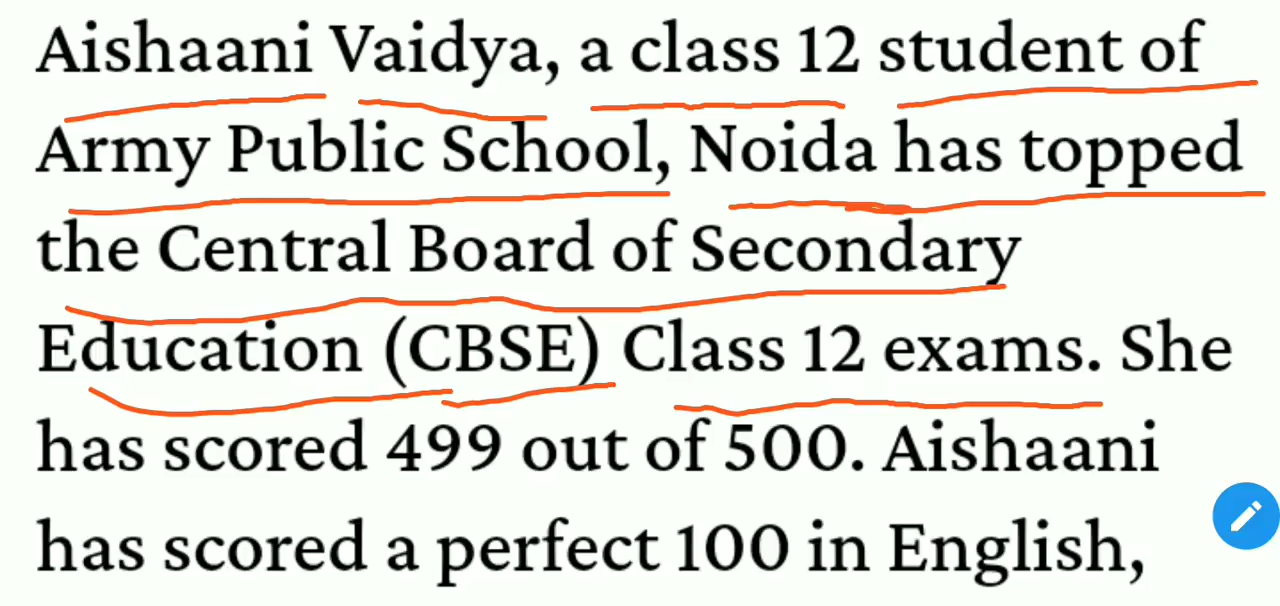 Aishaani Vaidya, a class 12 student of
Army Public School, Noida has topped
the Central Board of Secondary
Education (CBSE) Class 12 exams. She
has scored 499 out of 500. Aishaani
has scored a perfect 100 in English,